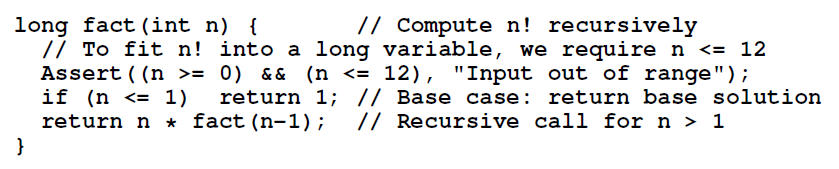 long fact(int n) {        // Compute n! recursively
  // To fit n! into a long variable, we require n <= 12
  Assert((n >= 0) && (n <= 12), "Input out of range");
  if (n <= 1)  return 1; // Base case: return base solution
  return n * fact(n-1);  // Recursive call for n > 1
}